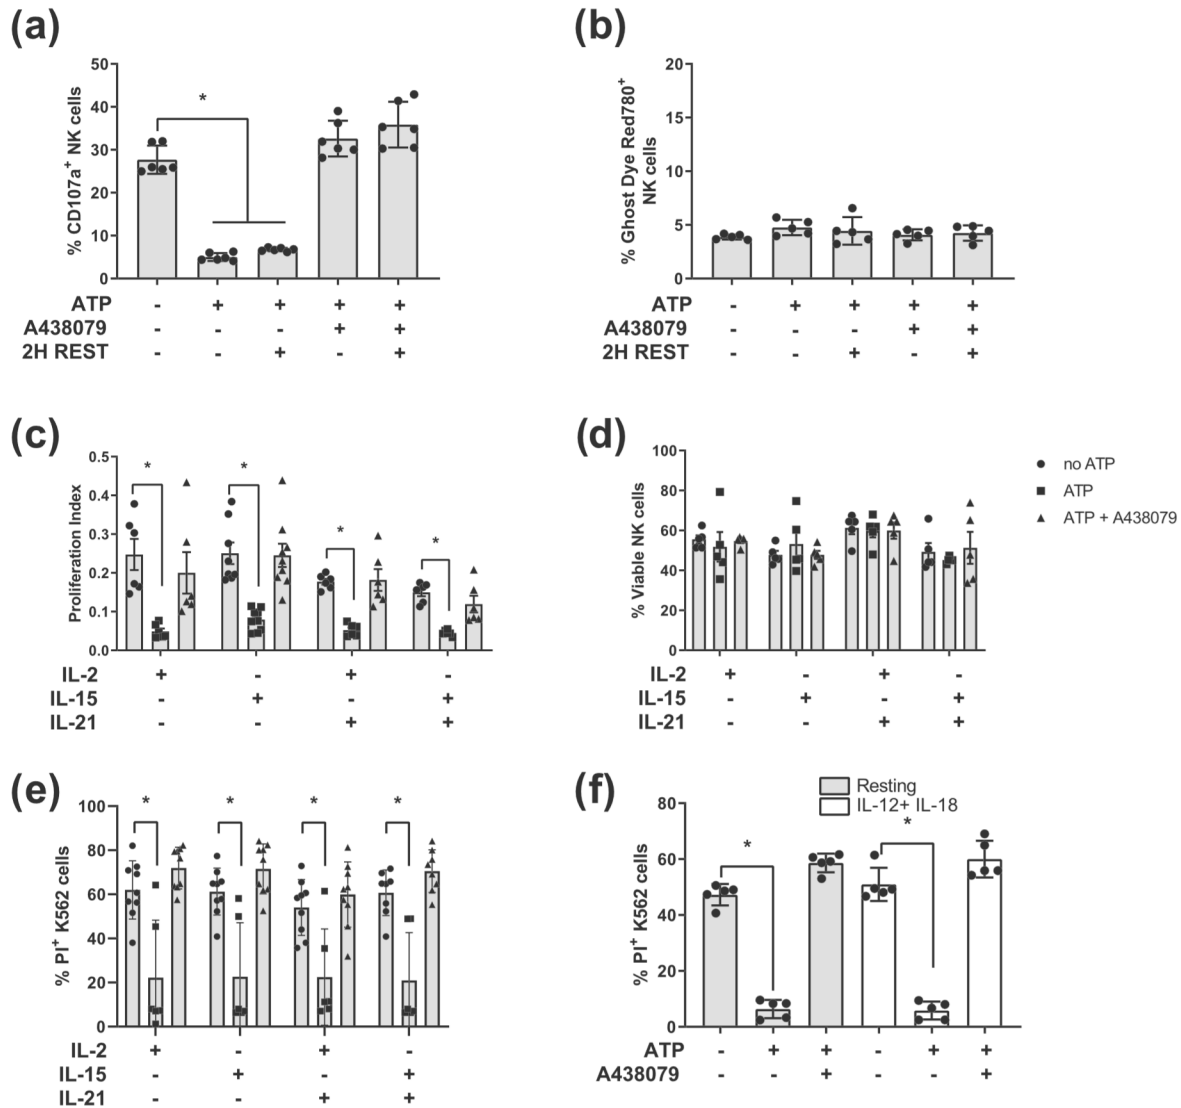 (a)
% CD107a⁺ NK cells
50
40
30
20
10
0
*
ATP - + + + +
A438079 - - - + +
2H REST - - + - +
(b)
% Ghost Dye Red780⁺
NK cells
20
15
10
5
0
ATP - + + + +
A438079 - - - + +
2H REST - - + - +
(c)
Proliferation Index
0.5
0.4
0.3
0.2
0.1
0.0
* * * *
IL-2 + - + -
IL-15 - + - +
IL-21 - - + +
(d)
% Viable NK cells
100
80
60
40
20
0
no ATP
ATP
ATP + A438079
IL-2 + - + -
IL-15 - + - +
IL-21 - - + +
(e)
% PI⁺ K562 cells
100
80
60
40
20
0
* * * *
IL-2 + - + -
IL-15 - + - +
IL-21 - - + +
(f)
Resting
IL-12+ IL-18
% PI⁺ K562 cells
80
60
40
20
0
* *
ATP - + + - + +
A438079 - - + - - +